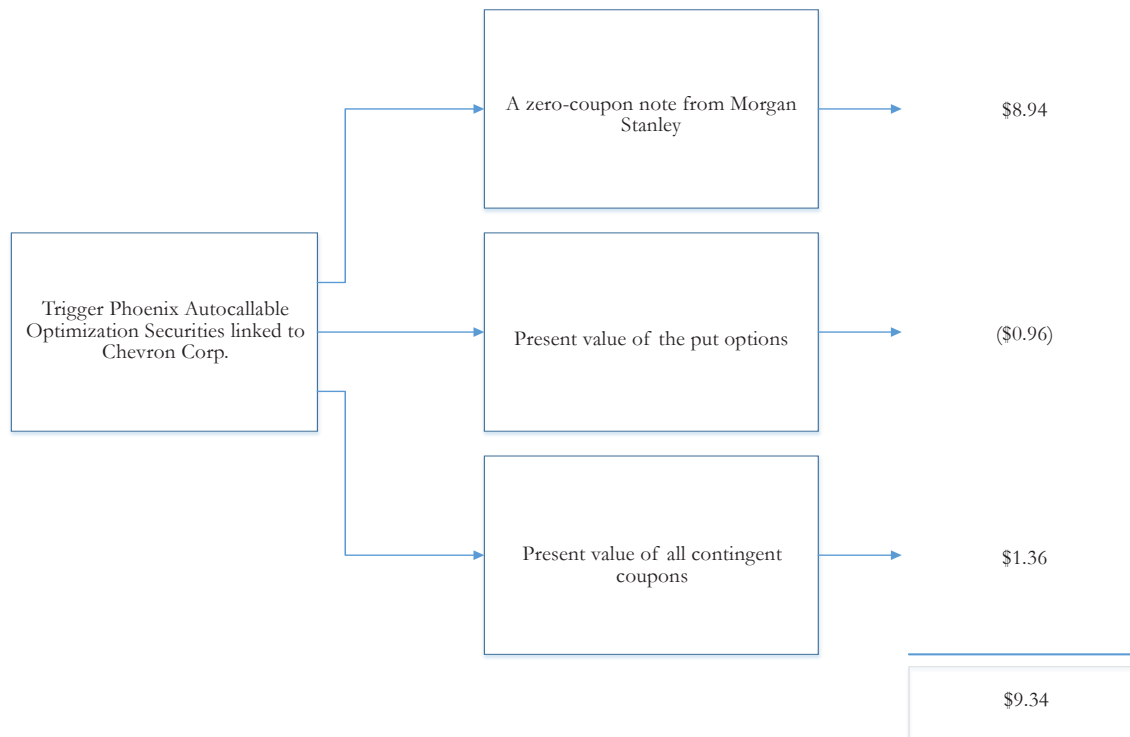 A zero-coupon note from Morgan
Stanley
$8.94
Trigger Phoenix Autocallable
Optimization Securities linked to
Chevron Corp.
Present value of the put options
($0.96)
Present value of all contingent
coupons
$1.36
$9.34